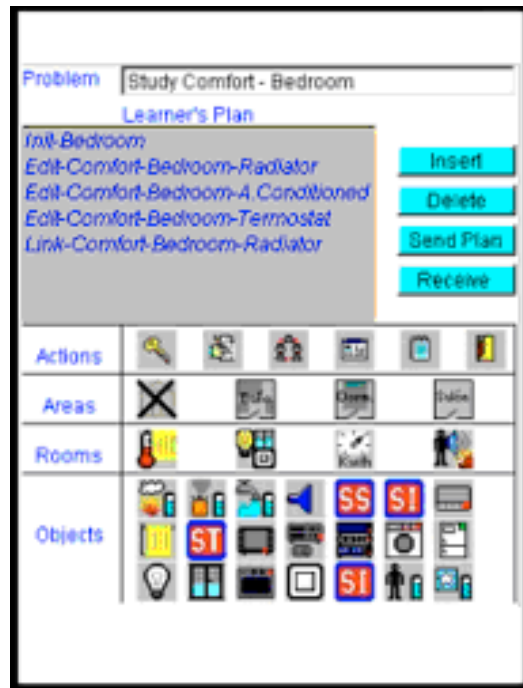 Problem Study Comfort - Bedroom
Learner's Plan
Init-Bedroom
Edit-Comfort-Bedroom-Radiator
Edit-Comfort-Bedroom-A.Conditioned
Edit-Comfort-Bedroom-Termostat
Link-Comfort-Bedroom-Radiator
Insert
Delete
Send Plan
Receive
Actions
Areas
Rooms
Objects
SS SI
ST
SI